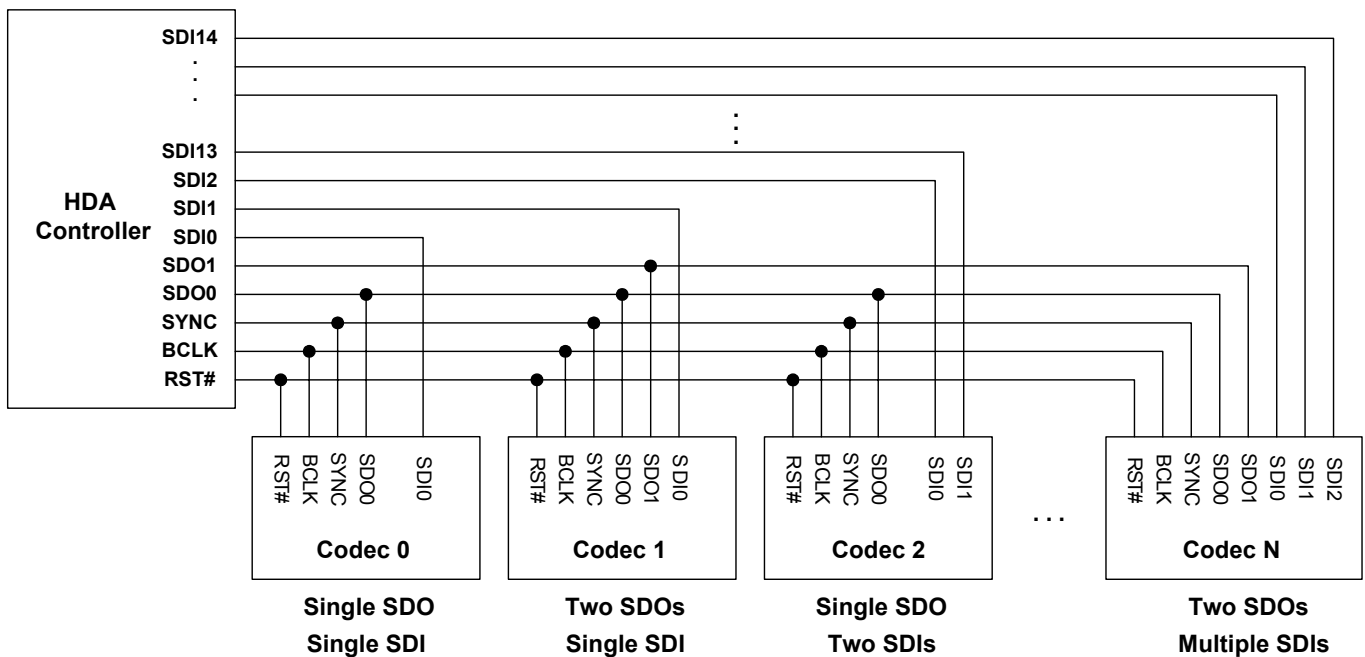 SDI14
.
.
.
SDI13
SDI2
SDI1
SDI0
SDO1
SDO0
SYNC
BCLK
RST#
HDA
Controller
RST#
BCLK
SYNC
SDO0
SDI0
Codec 0
Single SDO
Single SDI
RST#
BCLK
SYNC
SDO0
SDO1
SDI0
Codec 1
Two SDOs
Single SDI
RST#
BCLK
SYNC
SDO0
SDI0
SDI1
Codec 2
Single SDO
Two SDIs
. . .
RST#
BCLK
SYNC
SDO0
SDO1
SDI0
SDI1
SDI2
Codec N
Two SDOs
Multiple SDIs